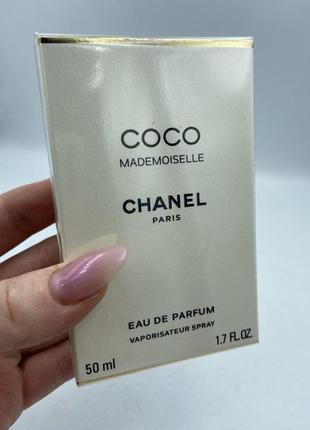 COCO
MADEMOISELLE
CHANEL
PARIS
EAU DE PARFUM
VAPORISATEUR SPRAY
50 ml 1.7 FL.OZ.